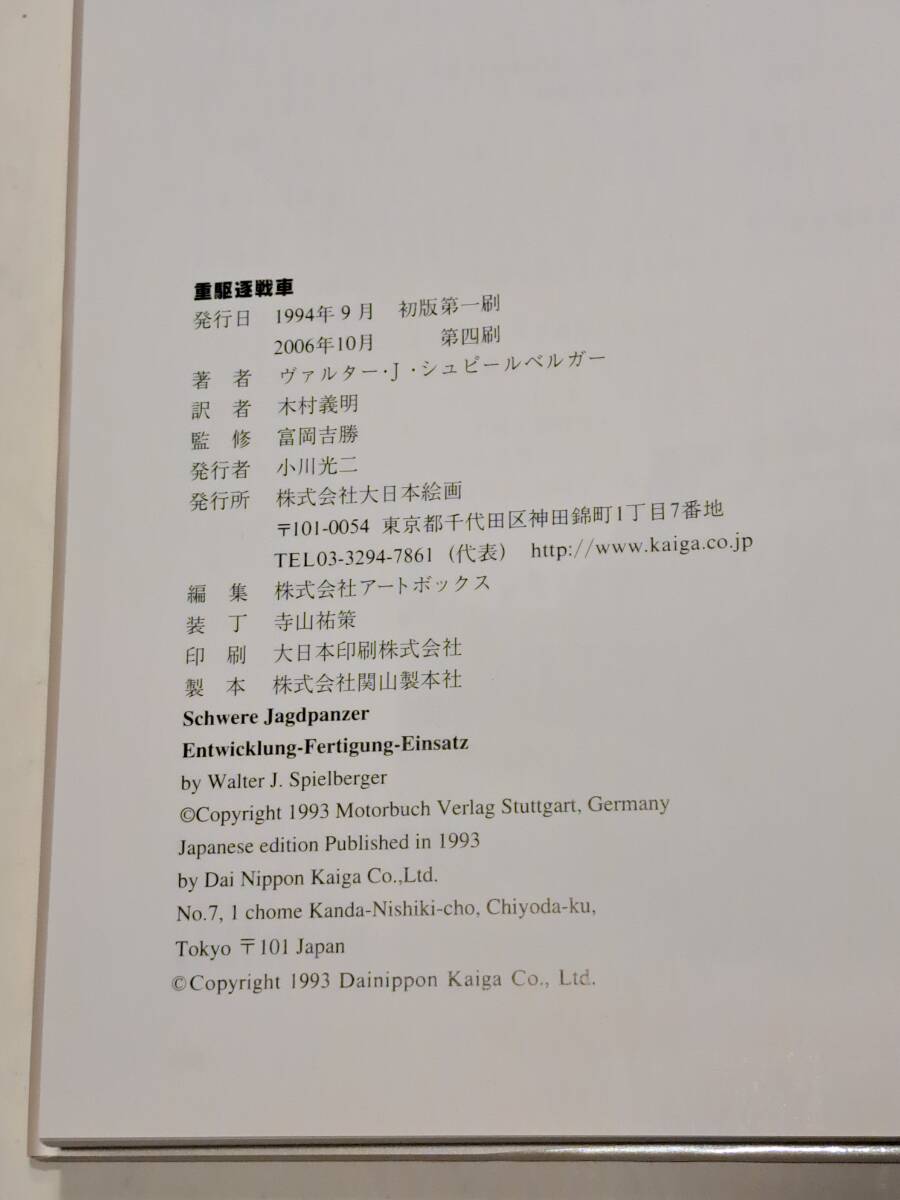 重駆逐戦車
発行日 1994年9月 初版第一刷
2006年10月 第四刷
著者 ヴァルター・J・シュピールベルガー
訳者 木村義明
監修 富岡吉勝
発行者 小川光二
発行所 株式会社大日本絵画
〒101-0054 東京都千代田区神田錦町1丁目7番地
TEL03-3294-7861（代表） http://www.kaiga.co.jp
編集 株式会社アートボックス
装丁 寺山祐策
印刷 大日本印刷株式会社
製本 株式会社関山製本社
Schwere Jagdpanzer
Entwicklung-Fertigung-Einsatz
by Walter J. Spielberger
©Copyright 1993 Motorbuch Verlag Stuttgart, Germany
Japanese edition Published in 1993
by Dai Nippon Kaiga Co.,Ltd.
No.7, 1 chome Kanda-Nishiki-cho, Chiyoda-ku,
Tokyo 〒101 Japan
©Copyright 1993 Dainippon Kaiga Co., Ltd.